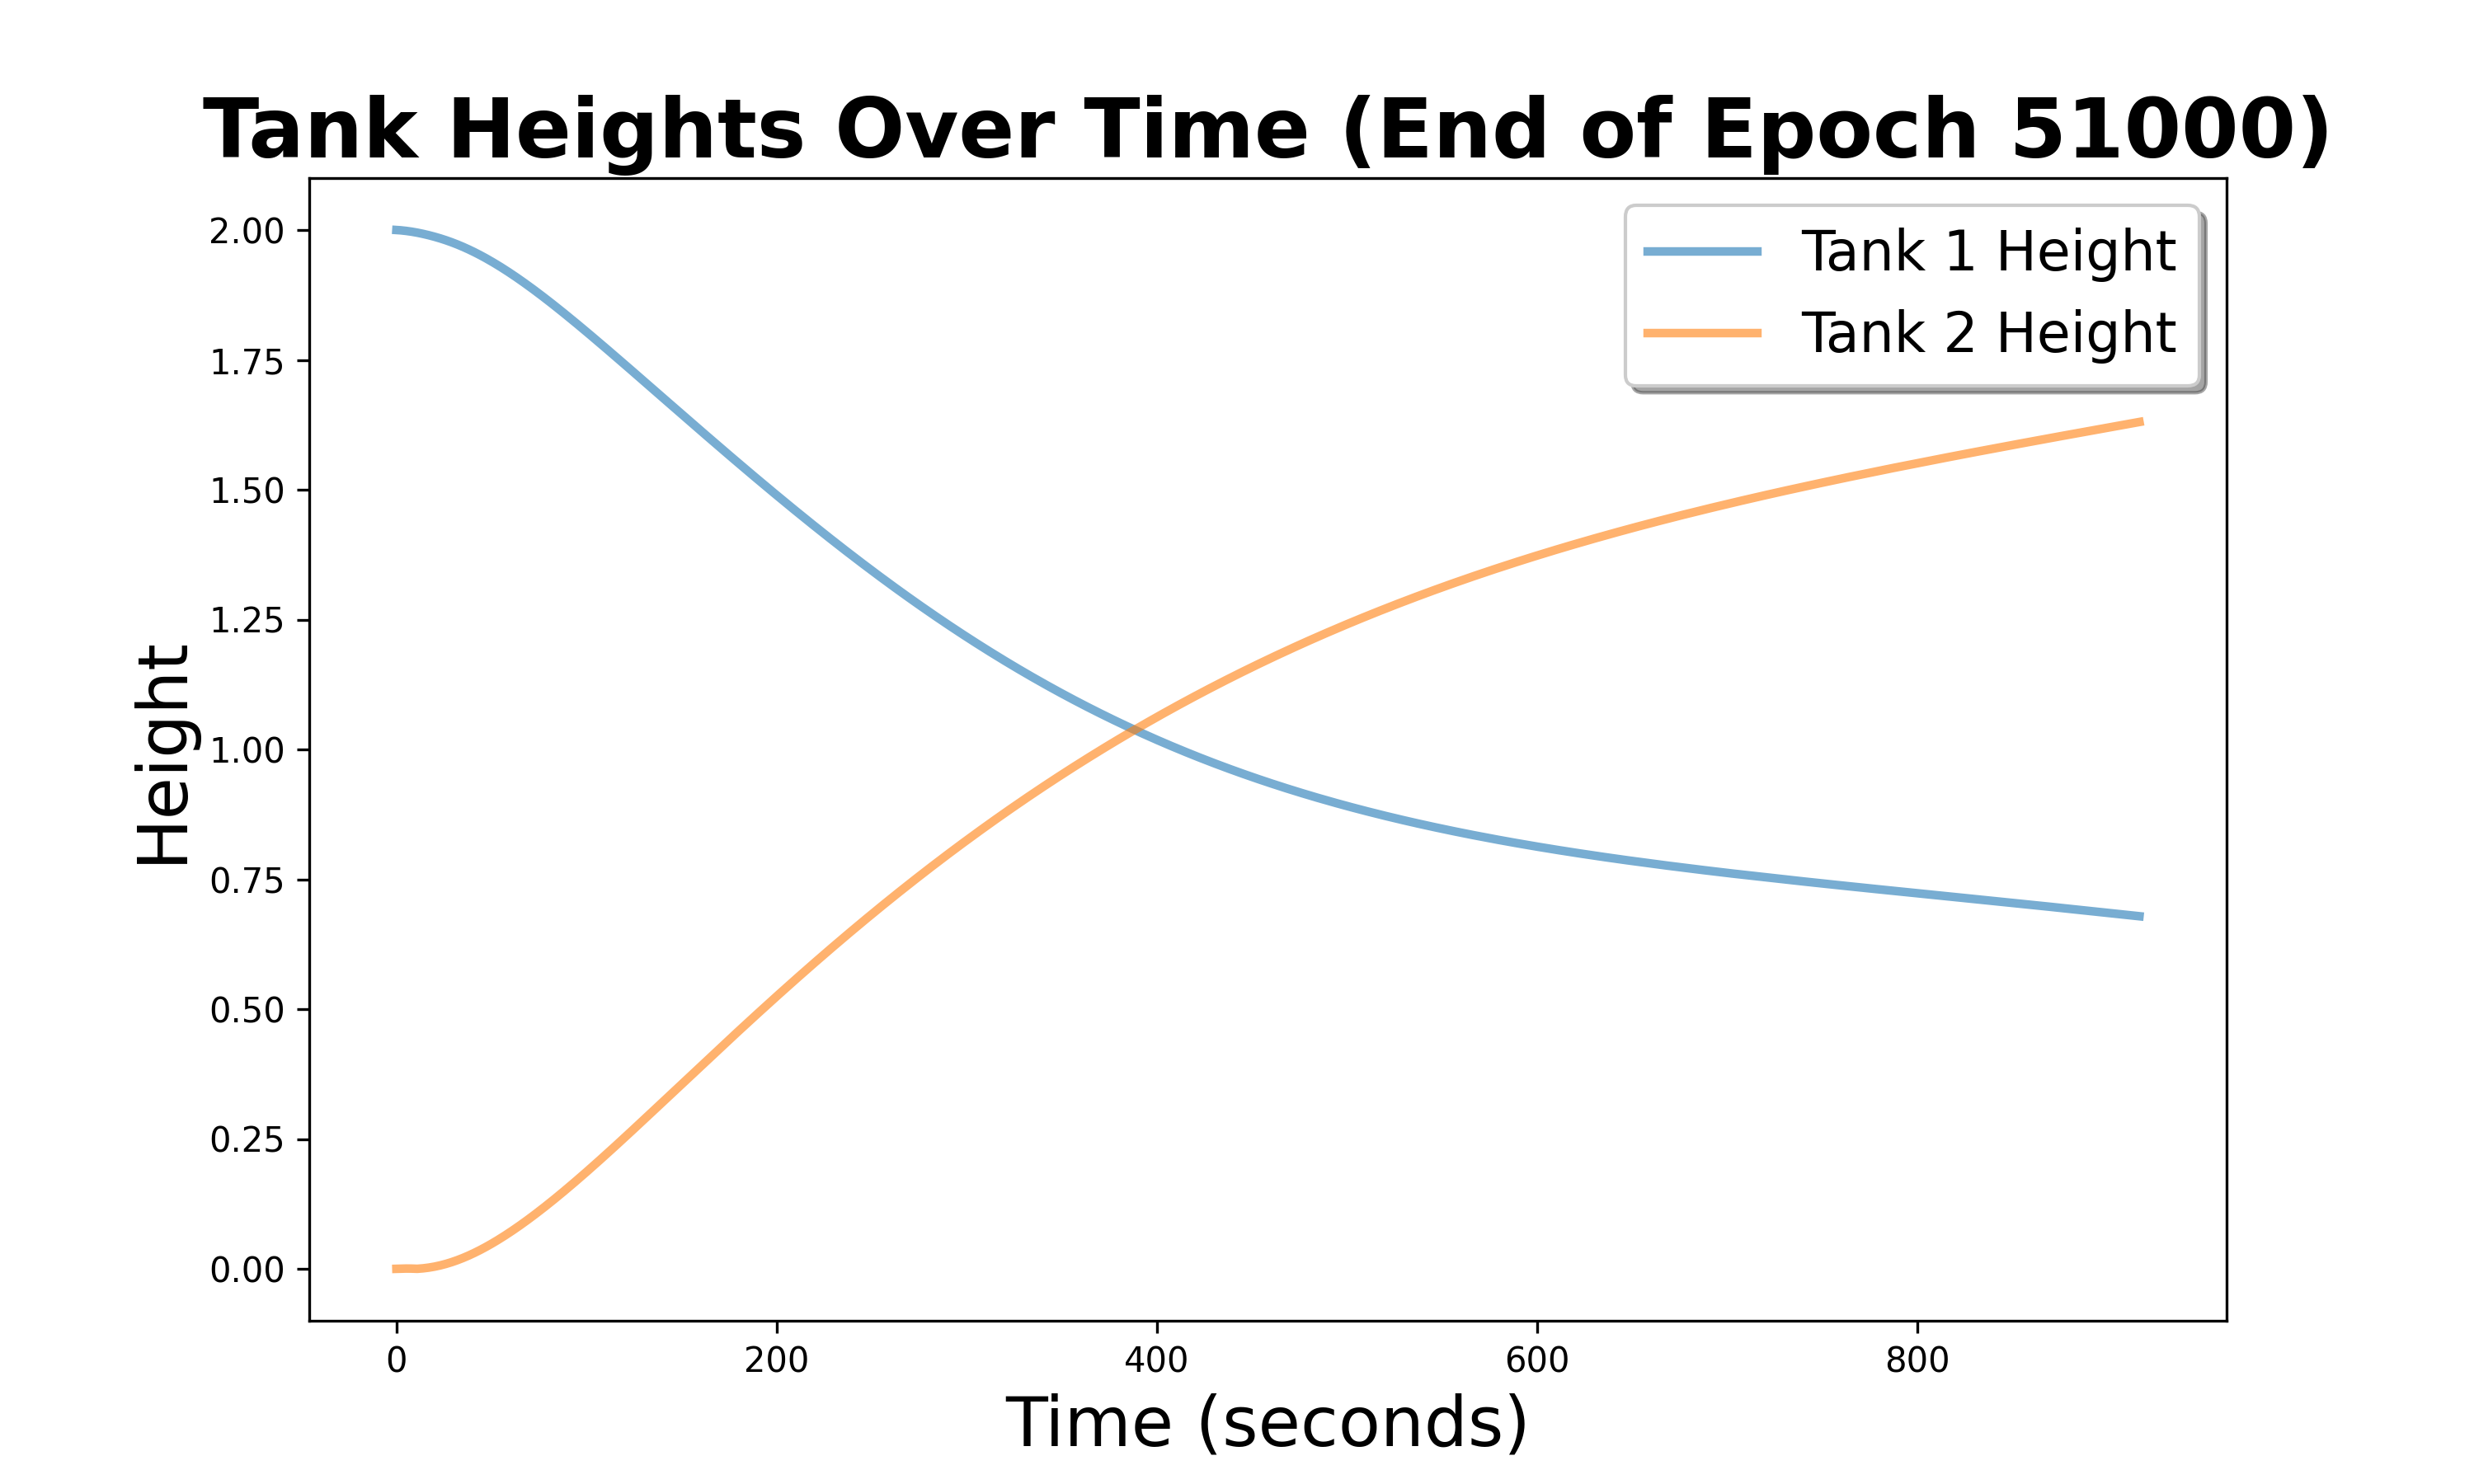 Tank Heights Over Time (End of Epoch 51000)
Tank 1 Height
Tank 2 Height
Height
2.00
1.75
1.50
1.25
1.00
0.75
0.50
0.25
0.00
0 200 400 600 800
Time (seconds)